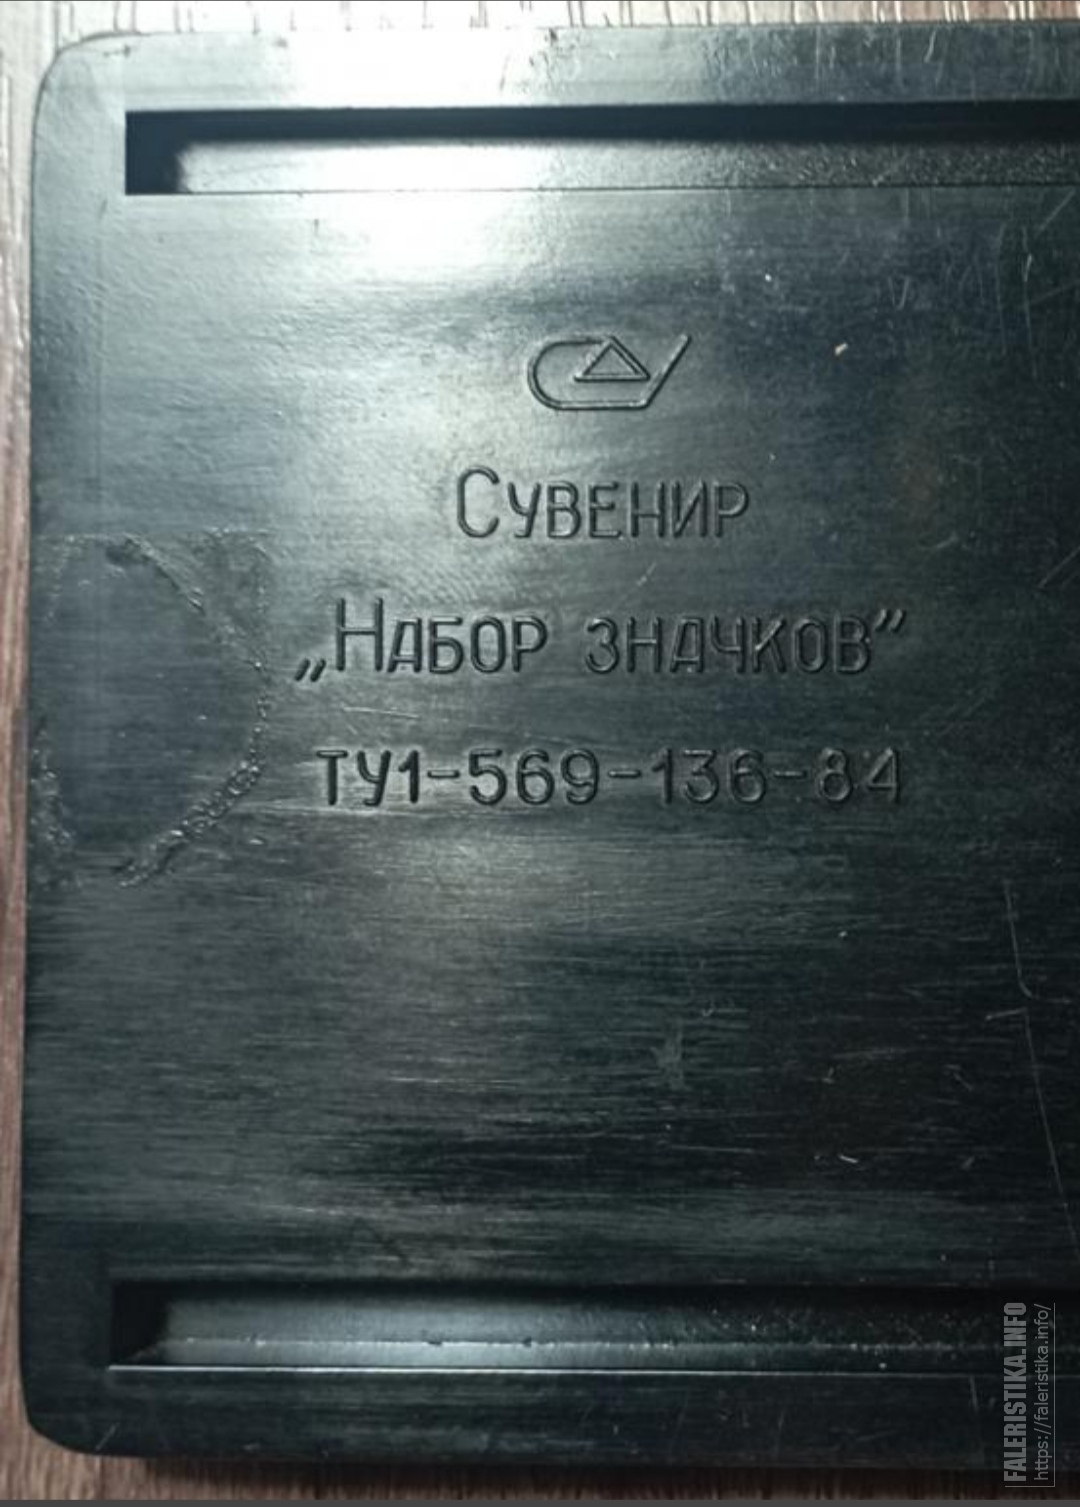 Сувенир
„Набор значков”
ТУ1-569-136-84
FALERISTIKA.INFO
https://faleristika.info/